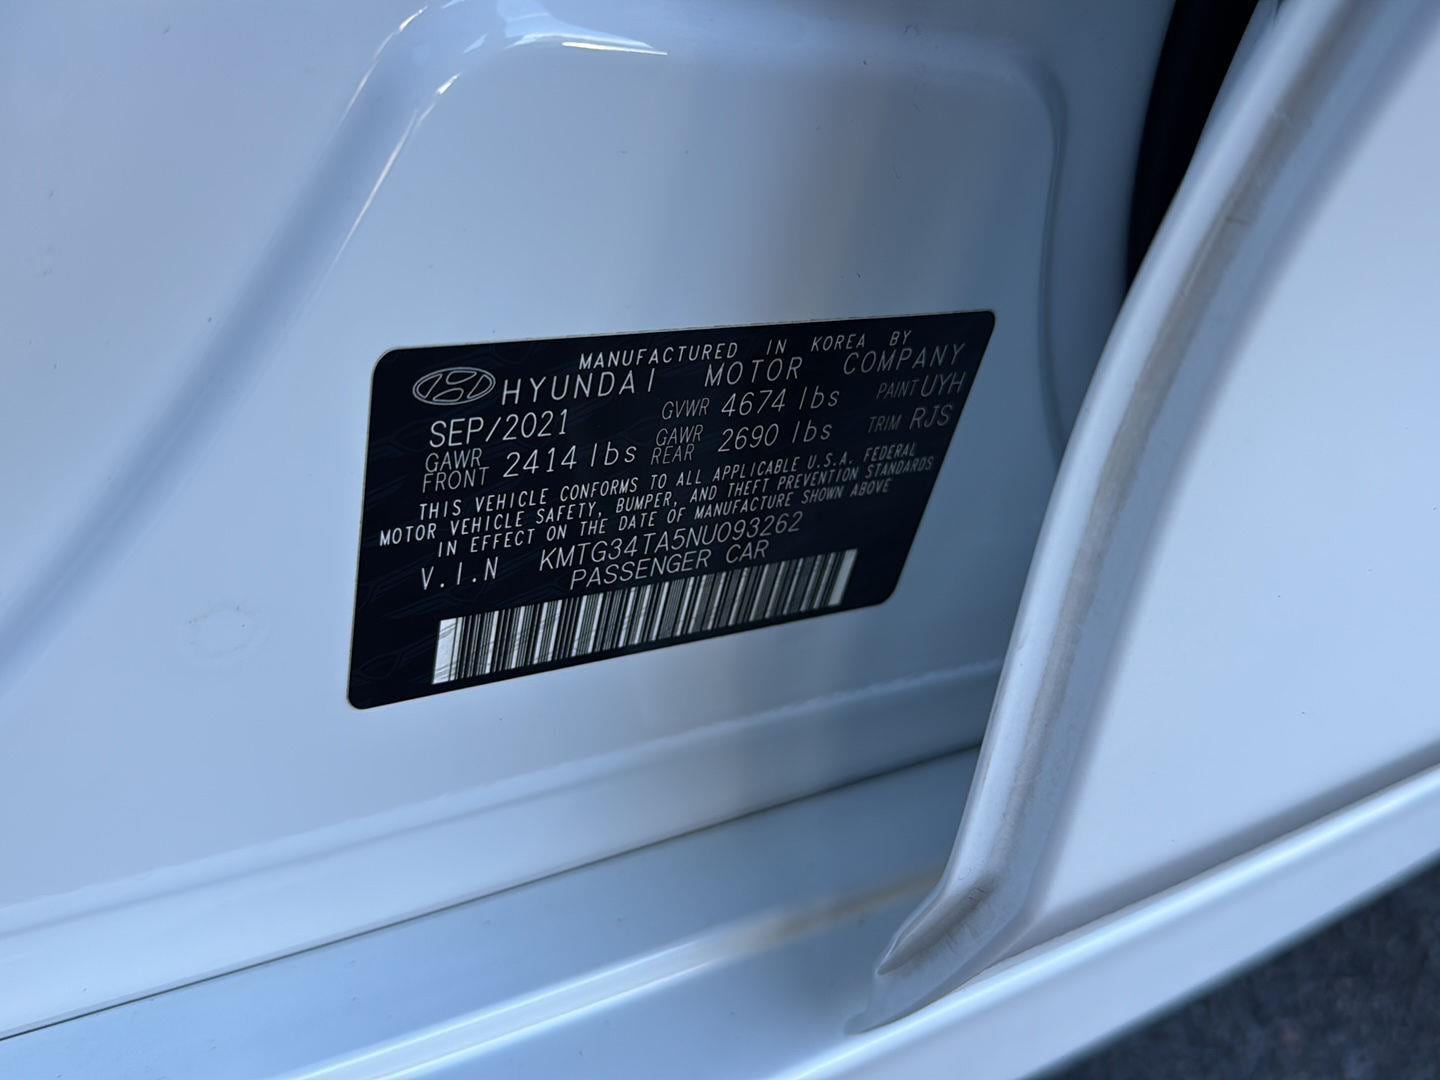 MANUFACTURED IN KOREA BY
HYUNDAI MOTOR COMPANY
SEP/2021 GVWR 4674 lbs PAINT UYH
GAWR FRONT 2414 lbs GAWR REAR 2690 lbs TRIM RJS
THIS VEHICLE CONFORMS TO ALL APPLICABLE U.S.A. FEDERAL
MOTOR VEHICLE SAFETY, BUMPER, AND THEFT PREVENTION STANDARDS
IN EFFECT ON THE DATE OF MANUFACTURE SHOWN ABOVE
V.I.N KMTG34TA5NU093262
PASSENGER CAR